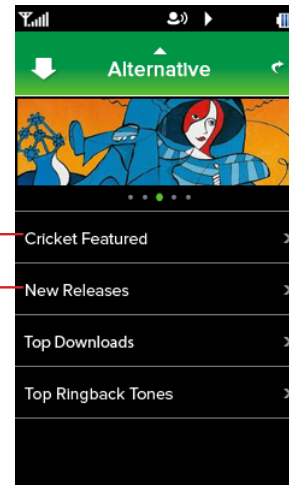 Alternative
Cricket Featured
New Releases
Top Downloads
Top Ringback Tones